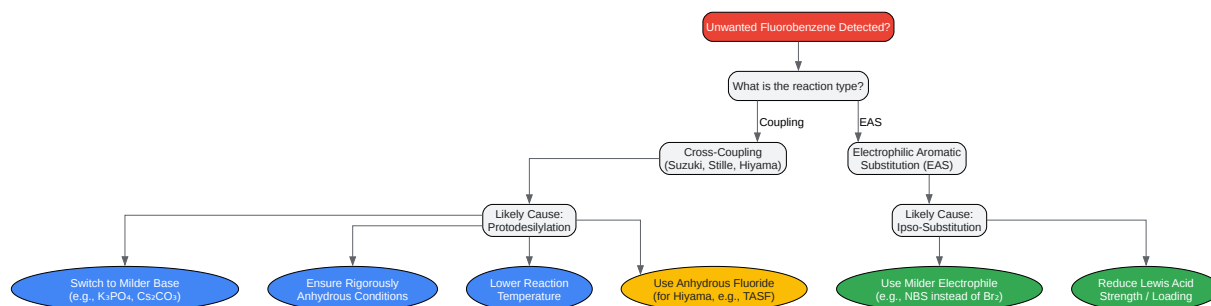 Unwanted Fluorobenzene Detected?
What is the reaction type?
Coupling
EAS
Cross-Coupling
(Suzuki, Stille, Hiyama)
Electrophilic Aromatic
Substitution (EAS)
Likely Cause:
Protodesilylation
Likely Cause:
Ipso-Substitution
Switch to Milder Base
(e.g., K₃PO₄, Cs₂CO₃)
Ensure Rigorously
Anhydrous Conditions
Lower Reaction
Temperature
Use Anhydrous Fluoride
(for Hiyama, e.g., TASF)
Use Milder Electrophile
(e.g., NBS instead of Br₂)
Reduce Lewis Acid
Strength / Loading